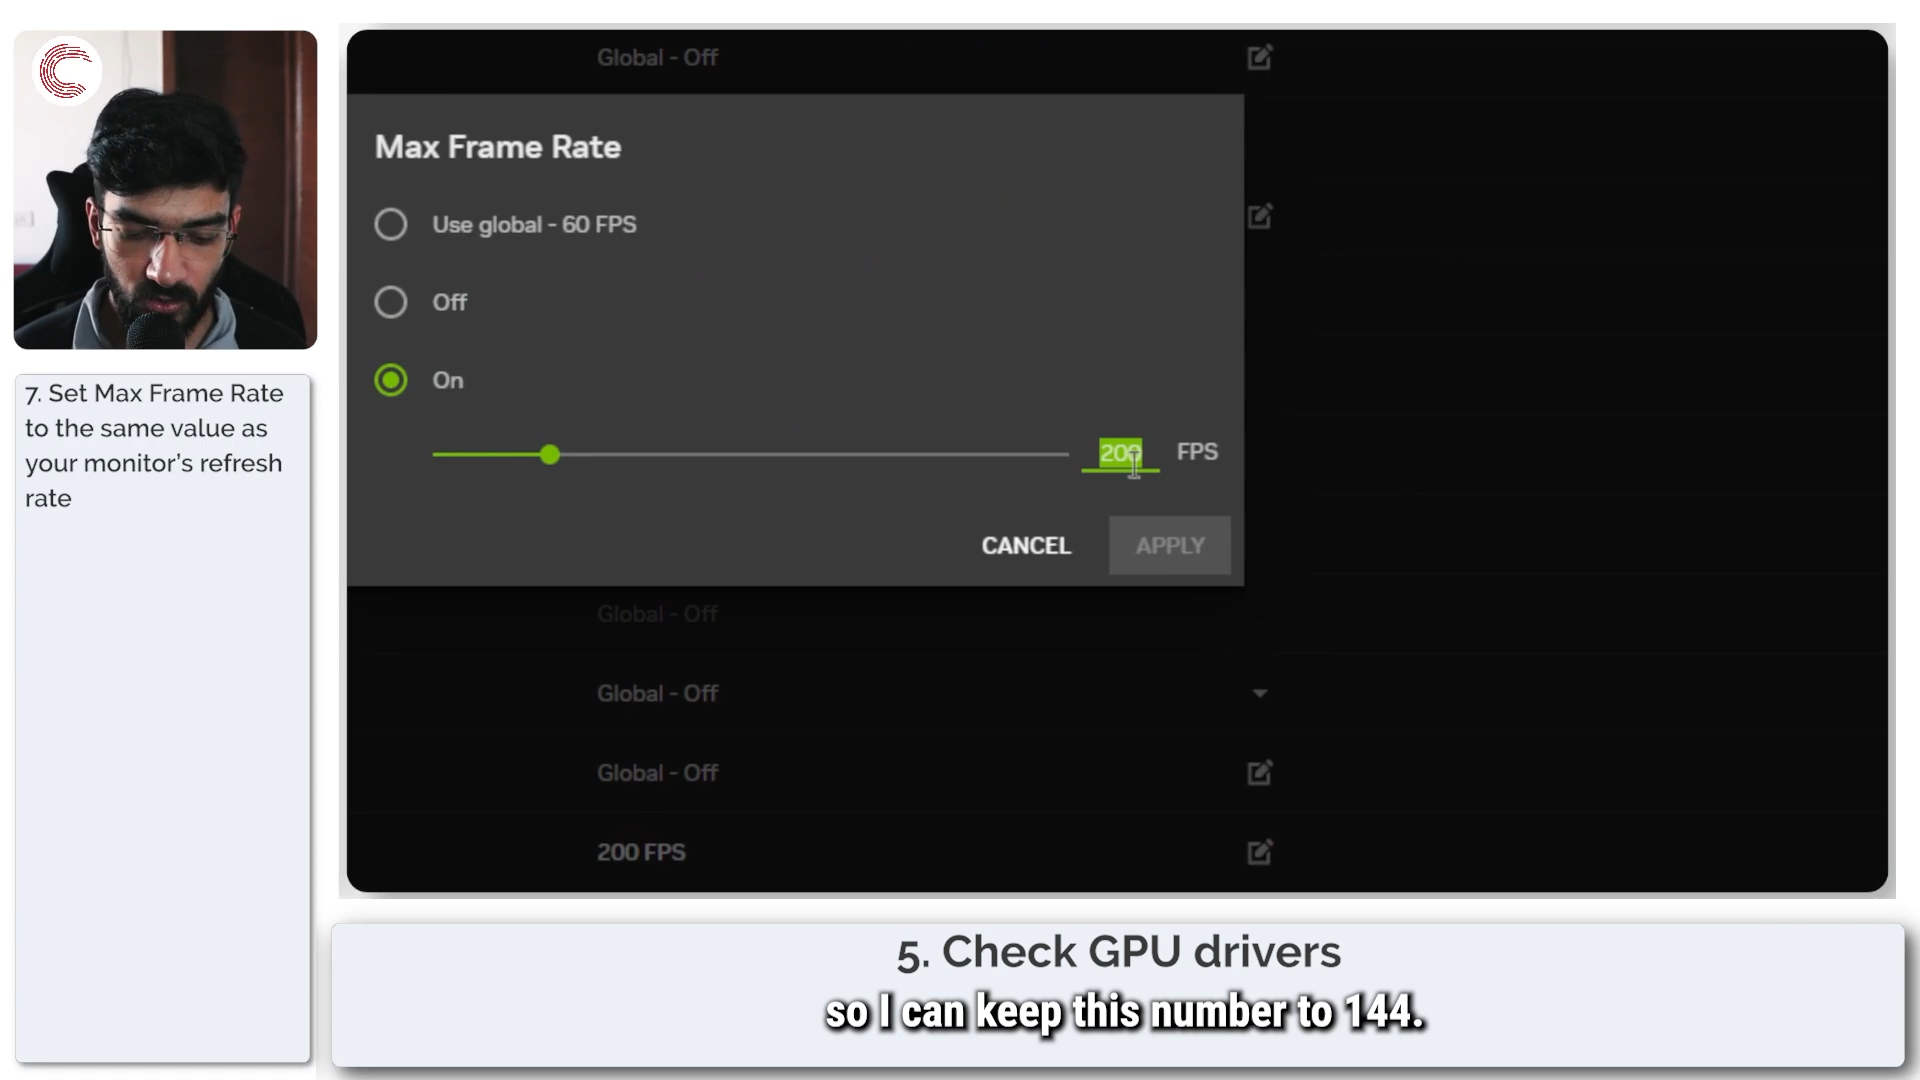 7. Set Max Frame Rate
to the same value as
your monitor's refresh
rate
Global - Off
Max Frame Rate
Use global - 60 FPS
Off
On
200 FPS
CANCEL APPLY
Global - Off
Global - Off
Global - Off
200 FPS
5. Check GPU drivers
so I can keep this number to 144.